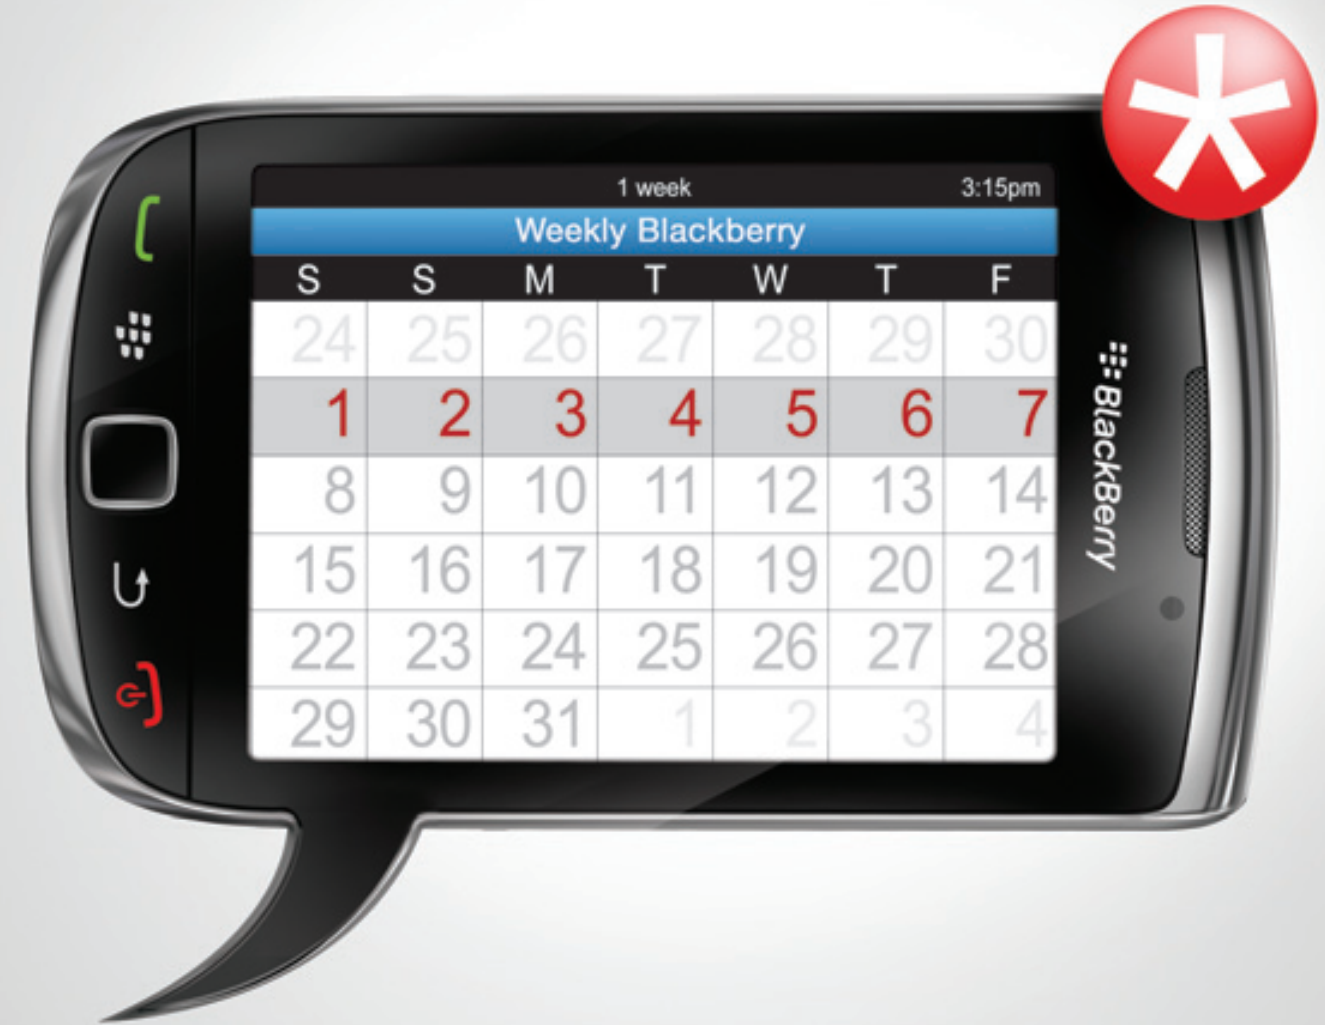 1 week 3:15pm
Weekly Blackberry
S S M T W T F
24 25 26 27 28 29 30
1 2 3 4 5 6 7
8 9 10 11 12 13 14
15 16 17 18 19 20 21
22 23 24 25 26 27 28
29 30 31 1 2 3 4
BlackBerry